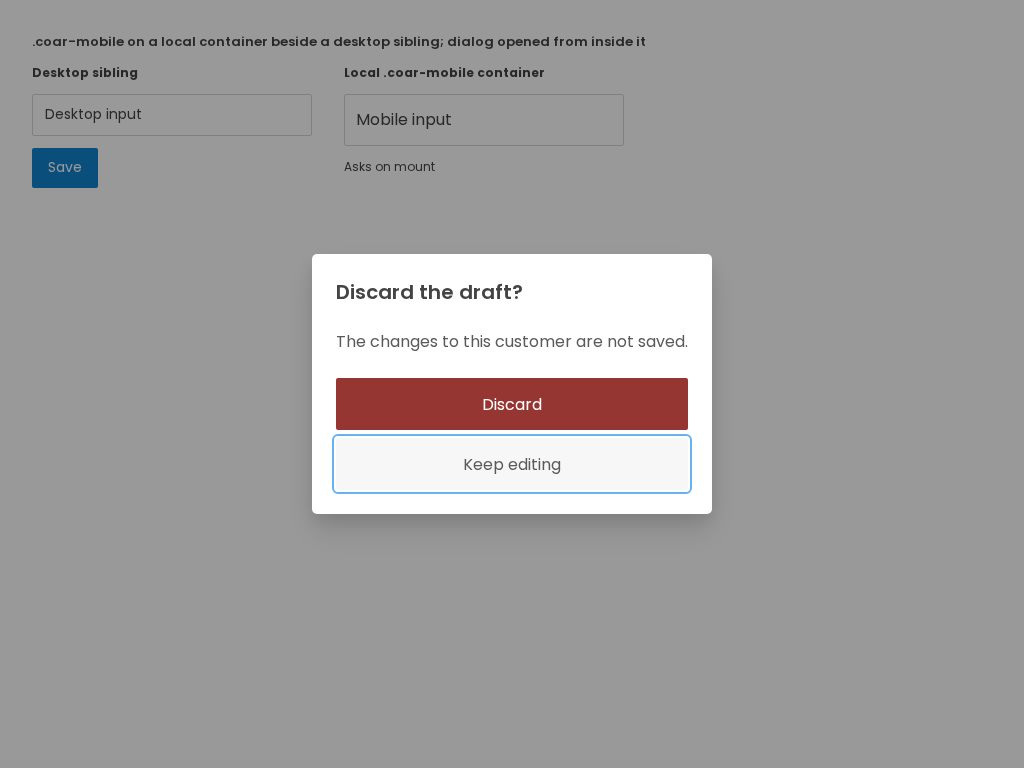 .coar-mobile on a local container beside a desktop sibling; dialog opened from inside it
Desktop sibling
Local .coar-mobile container
Desktop input
Mobile input
Save
Asks on mount
Discard the draft?
The changes to this customer are not saved.
Discard
Keep editing